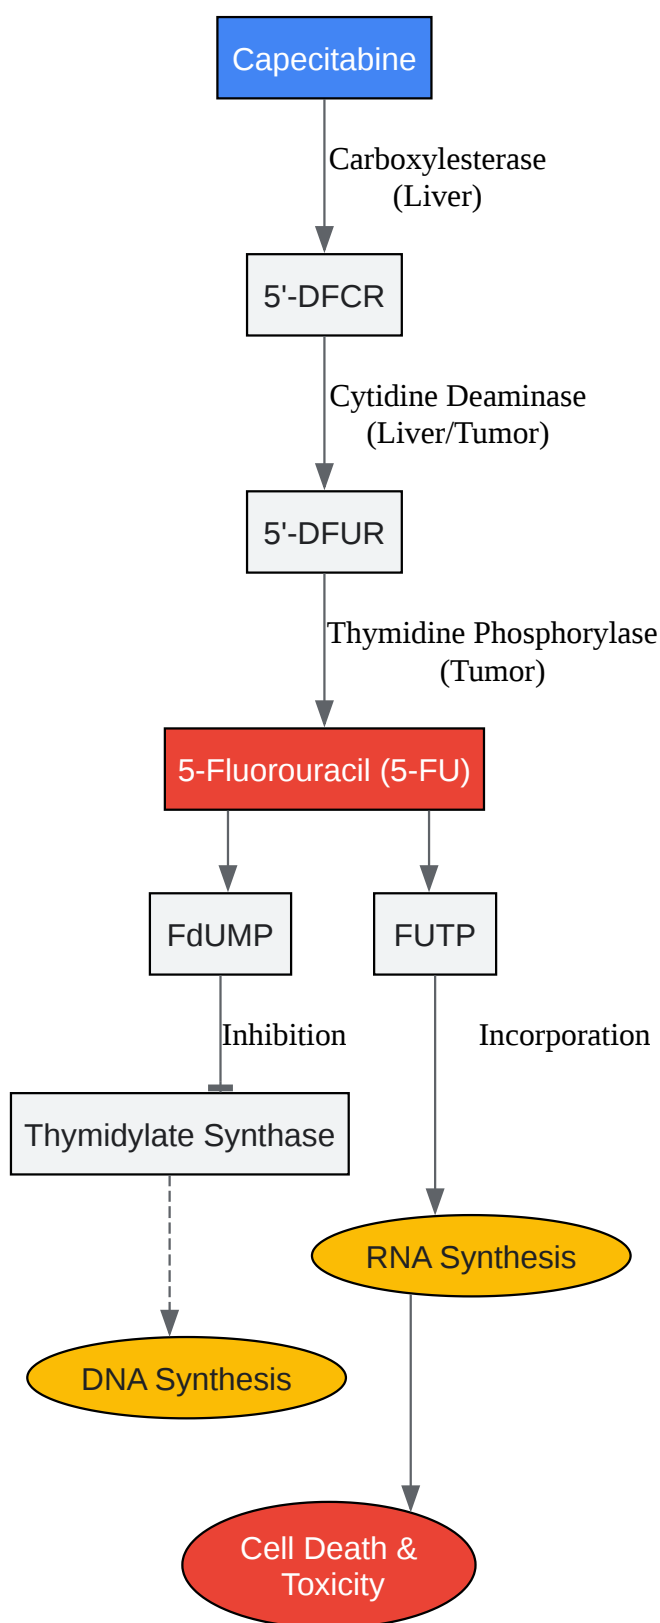 Capecitabine
Carboxylesterase
(Liver)
5'-DFCR
Cytidine Deaminase
(Liver/Tumor)
5'-DFUR
Thymidine Phosphorylase
(Tumor)
5-Fluorouracil (5-FU)
FdUMP
FUTP
Inhibition
Incorporation
Thymidylate Synthase
RNA Synthesis
DNA Synthesis
Cell Death &
Toxicity